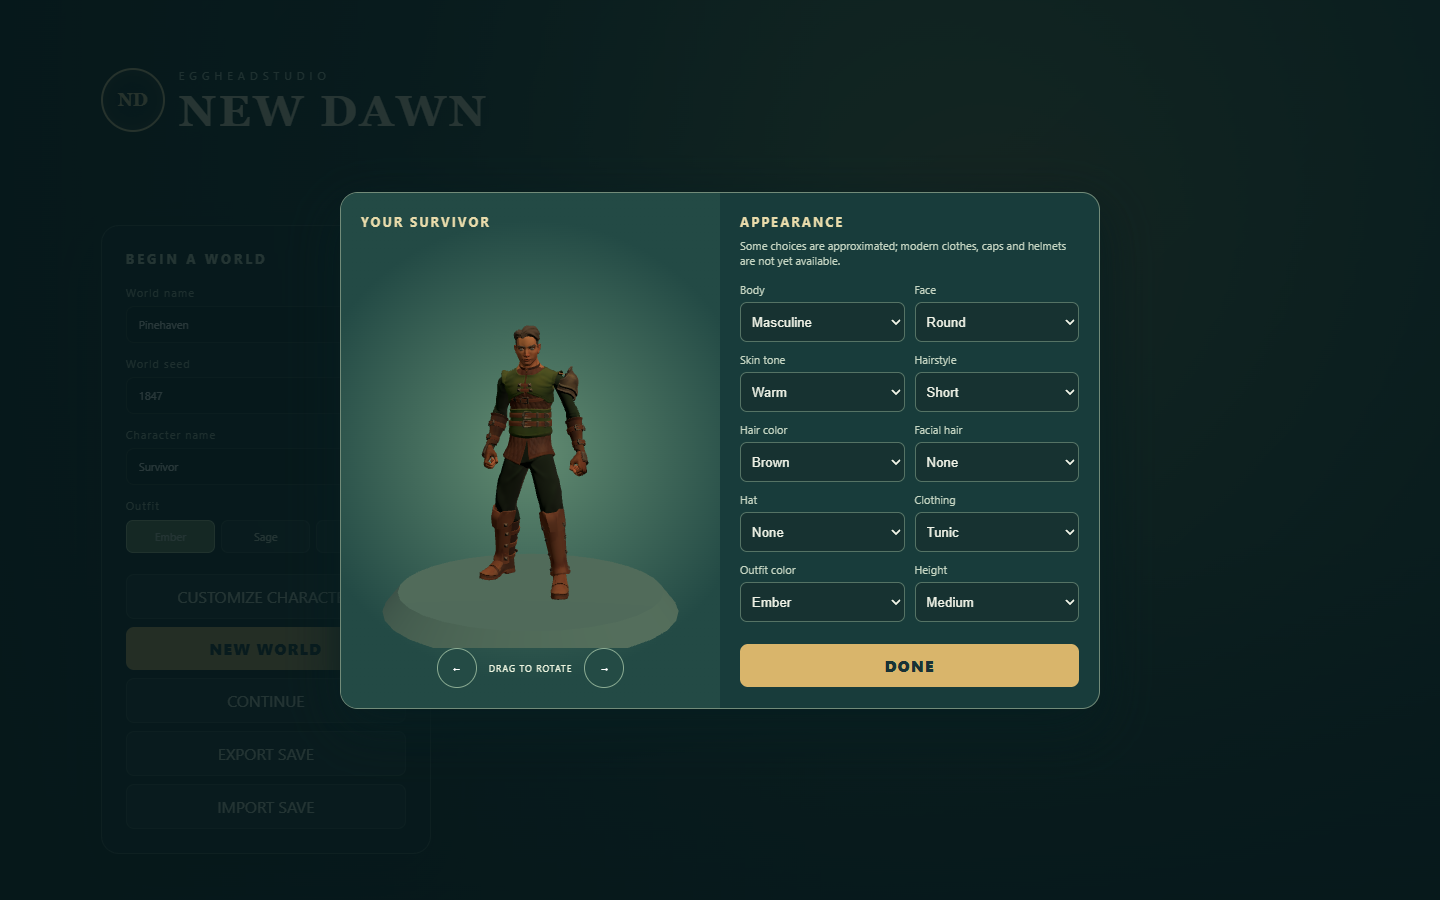 EGGHEADSTUDIO
ND
NEW DAWN
BEGIN A WORLD
World name
Pinehaven
World seed
1847
Character name
Survivor
Outfit
Ember
Sage
CUSTOMIZE CHARACT
NEW WORLD
CONTINUE
EXPORT SAVE
IMPORT SAVE
YOUR SURVIVOR
← DRAG TO ROTATE →
APPEARANCE
Some choices are approximated; modern clothes, caps and helmets
are not yet available.
Body
Masculine
Face
Round
Skin tone
Warm
Hairstyle
Short
Hair color
Brown
Facial hair
None
Hat
None
Clothing
Tunic
Outfit color
Ember
Height
Medium
DONE